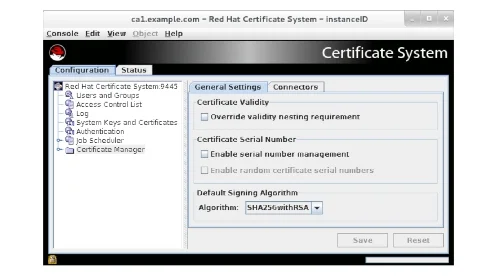 ca1.example.com - Red Hat Certificate System - instanceID
Console Edit View Object Help
Certificate System
Configuration Status
Red Hat Certificate System:9445
Users and Groups
Access Control List
Log
System Keys and Certificates
Authentication
Job Scheduler
Certificate Manager
General Settings Connectors
Certificate Validity
Override validity nesting requirement
Certificate Serial Number
Enable serial number management
Enable random certificate serial numbers
Default Signing Algorithm
Algorithm: SHA256withRSA
Save Reset